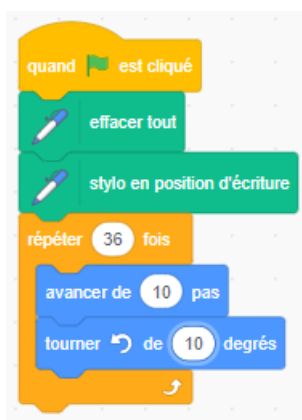 quand est cliqué
effacer tout
stylo en position d'écriture
répéter 36 fois
avancer de 10 pas
tourner de 10 degrés